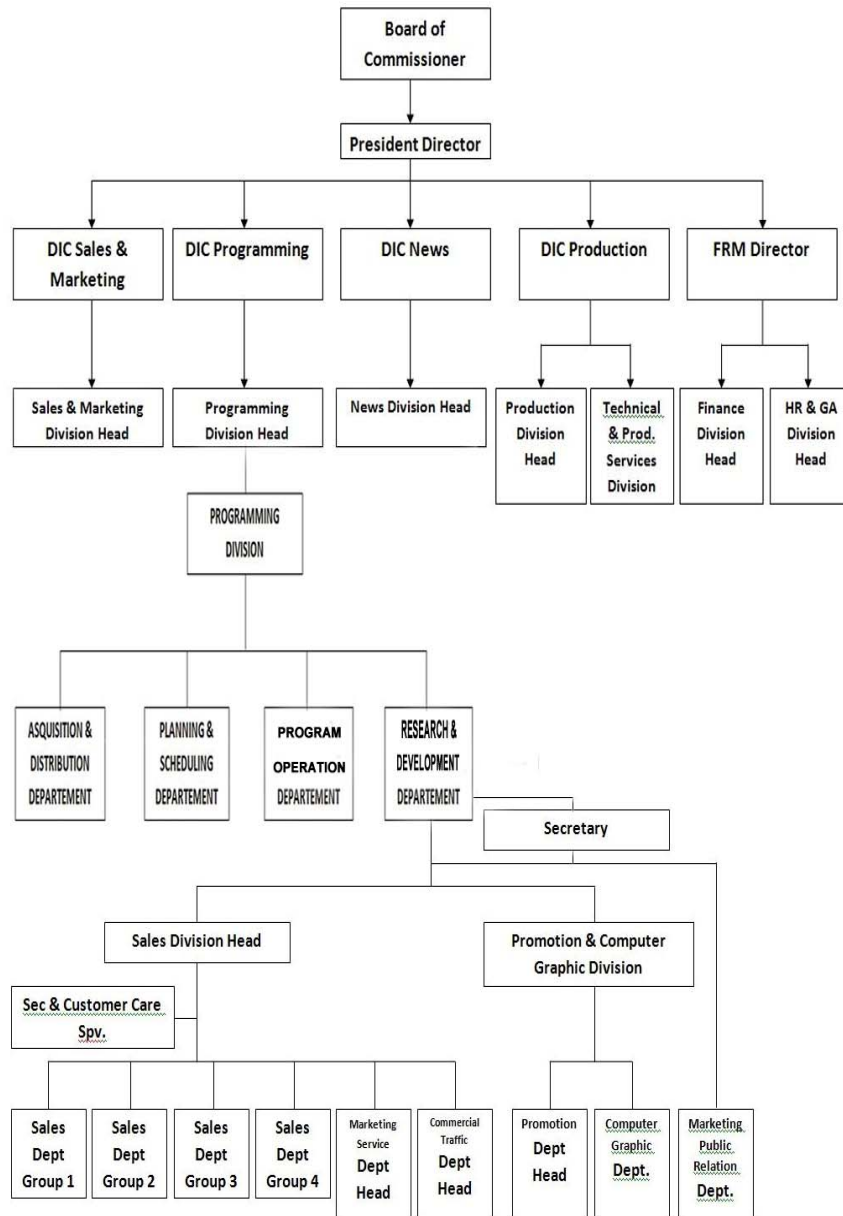 Board of
Commissioner
President Director
DIC Sales &
Marketing
DIC Programming
DIC News
DIC Production
FRM Director
Sales & Marketing
Division Head
Programming
Division Head
News Division Head
Production
Division
Head
Technical
& Prod.
Services
Division
Finance
Division
Head
HR & GA
Division
Head
PROGRAMMING
DIVISION
ASQUISITION &
DISTRIBUTION
DEPARTEMENT
PLANNING &
SCHEDULING
DEPARTEMENT
PROGRAM
OPERATION
DEPARTEMENT
RESEARCH &
DEVELOPMENT
DEPARTEMENT
Secretary
Sales Division Head
Promotion & Computer
Graphic Division
Sec & Customer Care
Spv.
Sales
Dept
Group 1
Sales
Dept
Group 2
Sales
Dept
Group 3
Sales
Dept
Group 4
Marketing
Service
Dept
Head
Commercial
Traffic
Dept
Head
Promotion
Dept
Head
Computer
Graphic
Dept.
Marketing
Public
Relation
Dept.